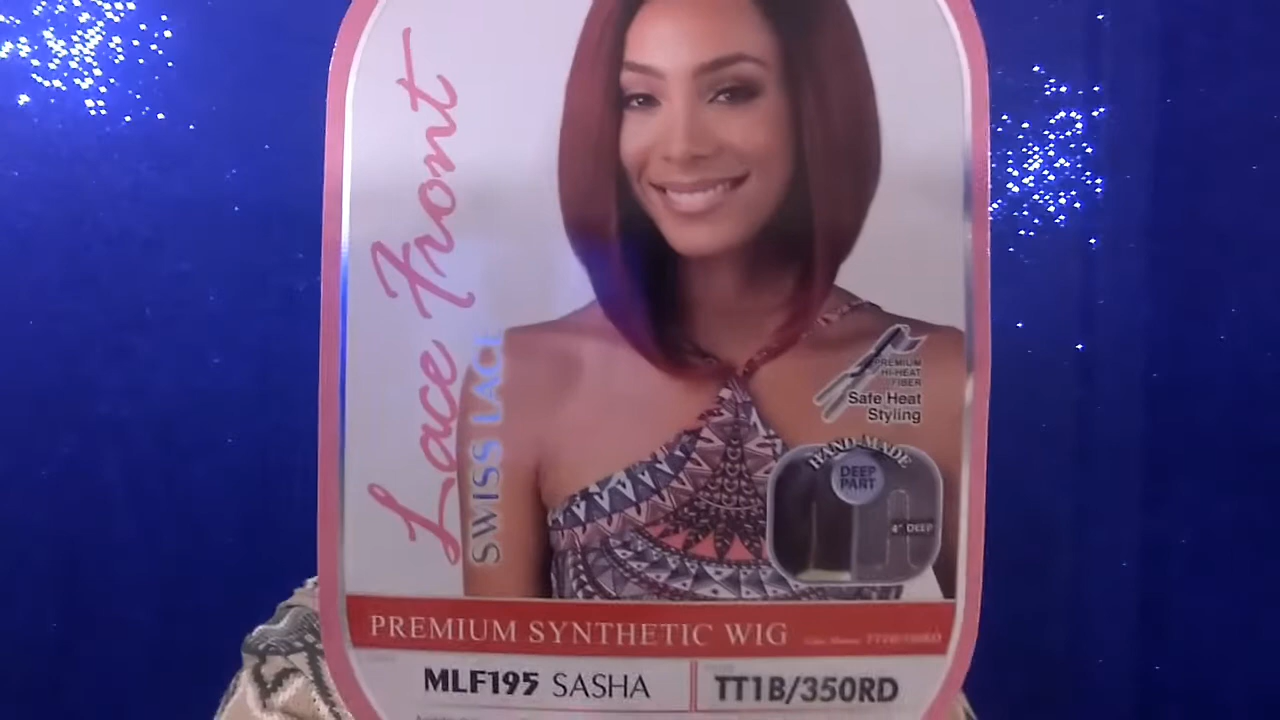 Lace Front
SWISS LACE
PREMIUM
HI-HEAT
FIBER
Safe Heat
Styling
HAND-MADE
DEEP
PART
4" DEEP
PREMIUM SYNTHETIC WIG
MLF195 SASHA
TT1B/350RD